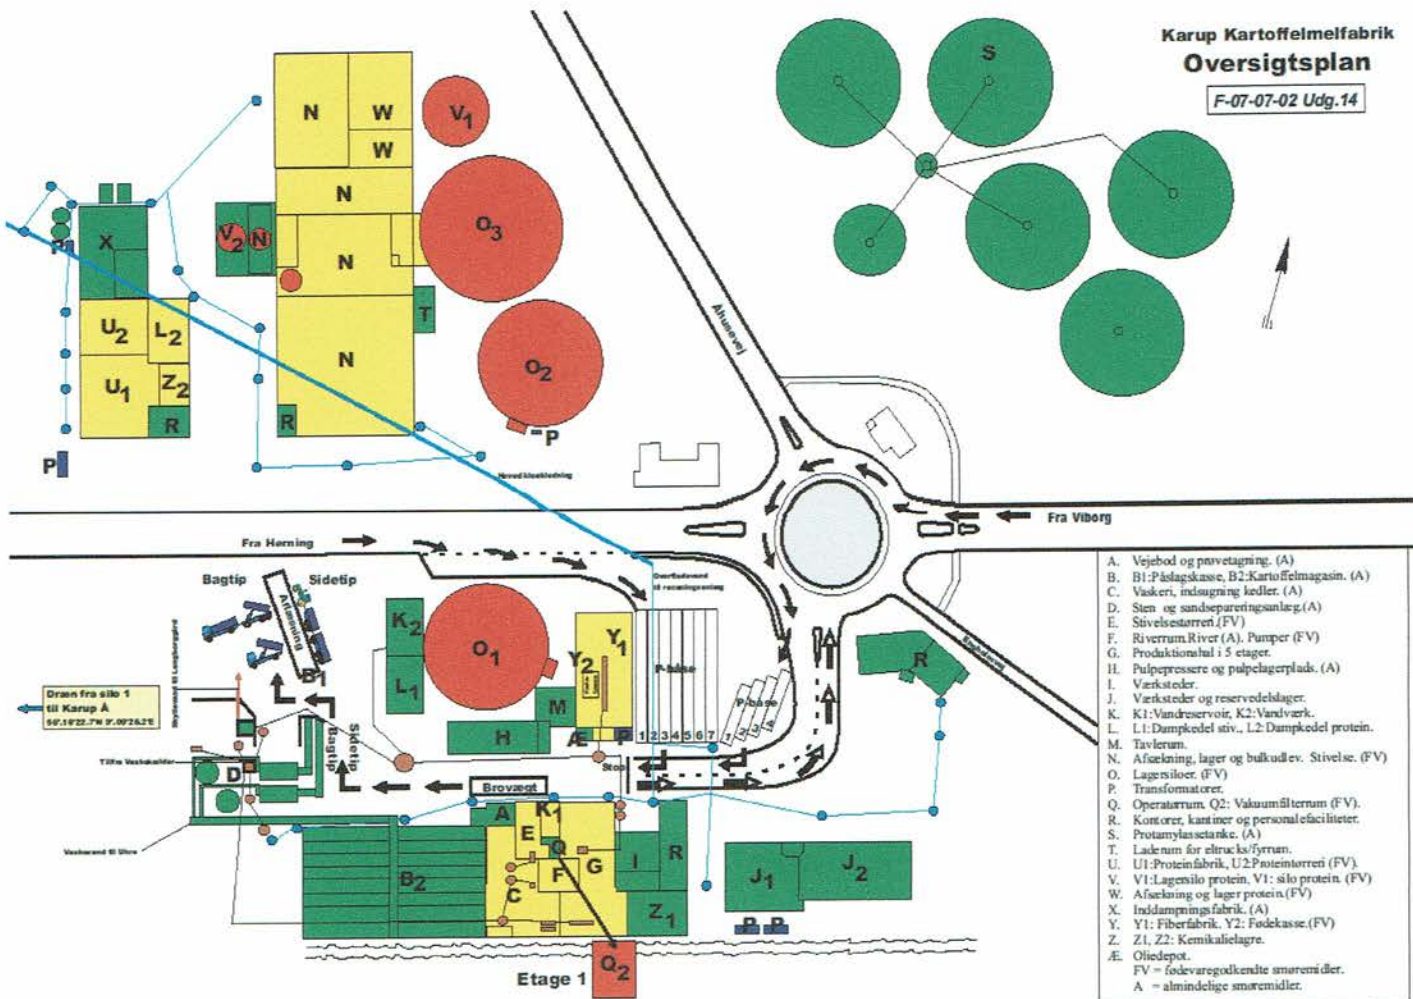 Karup Kartoffelmelfabrik
Oversigtsplan
F-07-07-02 Udg.14
S
N
W
V1
W
N
O3
V2
N
N
X
P
T
U2
L2
N
O2
U1
Z2
R
R
P
P
Ahusevej
Hovedkloakledning
Fra Viborg
Fra Herning
Bagtip
Sidetip
Aflæsning
B1
Overfladevand
K2
L1
O1
Y1
Y2
P-båse
P-båse
R
M
H
Æ
P
1 2 3 4 5 6 7
1 2 3 4
Dræn fra silo 1
til Karup Å
Bagtip
Sidetip
Stop
D
Brovægt
A
K1
E
Q
G
F
C
I
R
B2
Z1
J1
J2
P P
Etage 1
Q2
A. Vejebod og prøvetagning. (A)
B. B1:Påslagskasse, B2:Kartoffelmagasin. (A)
C. Vaskeri, indsugning kedler. (A)
D. Sten og sandsepareringsanlæg.(A)
E. Stivelsestørreri.(FV)
F. Riverrum.River (A). Pumper (FV)
G. Produktionshal i 5 etager.
H. Pulpepressere og pulpelagerplads. (A)
I. Værksteder.
J. Værksteder og reservedelslager.
K. K1:Vandreservoir, K2:Vandværk.
L. L1:Dampkedel stiv., L2:Dampkedel protein.
M. Tavlerum.
N. Afsækning, lager og bulkudlev. Stivelse. (FV)
O. Lagersiloer. (FV)
P. Transformatorer.
Q. Operatørrum, Q2: Vakuumfilterrum (FV).
R. Kontorer, kantiner og personalefaciliteter.
S. Protamylassetanke. (A)
T. Laderum for eltrucks/fyrrum.
U. U1:Proteinfabrik, U2:Proteintørreri (FV).
V. V1:Lagersilo protein, V1: silo protein. (FV)
W. Afsækning og lager protein.(FV)
X. Inddampningsfabrik. (A)
Y. Y1: Fiberfabrik. Y2: Fødekasse.(FV)
Z. Z1, Z2: Kemikalielagre.
Æ. Oliedepot.
FV = fødevaregodkendte smøremidler.
A = almindelige smøremidler.